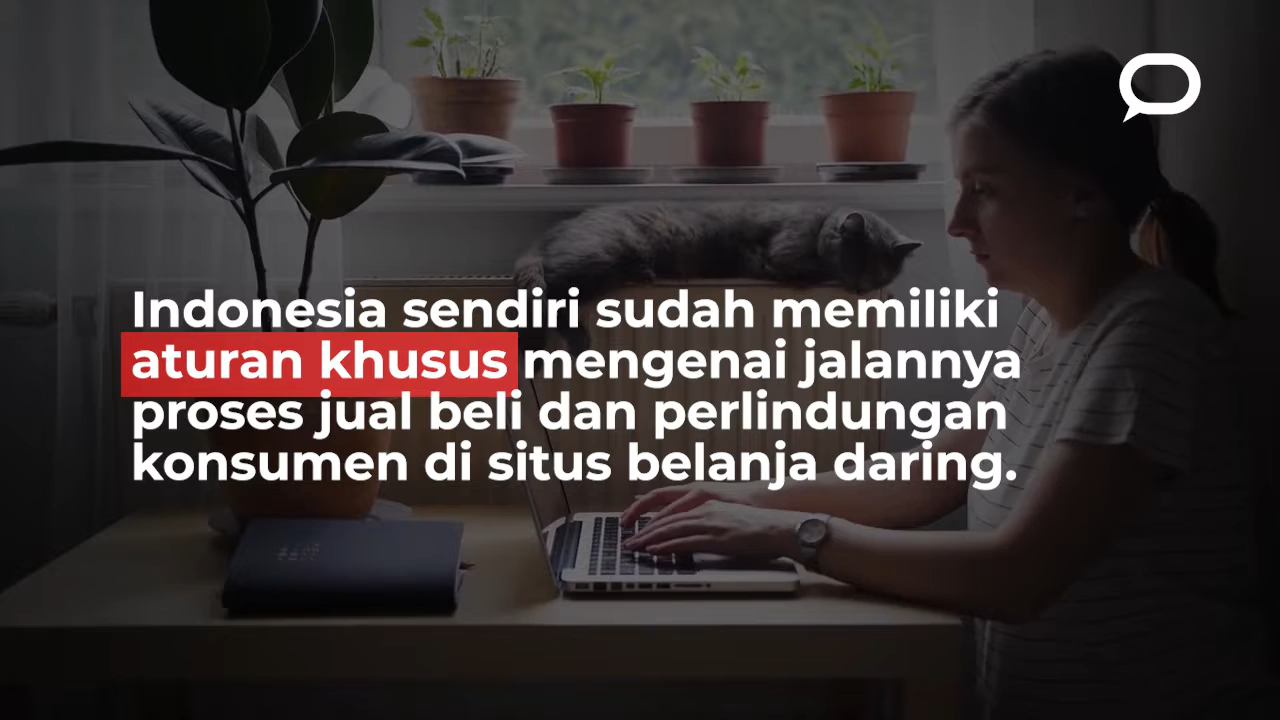 Indonesia sendiri sudah memiliki
aturan khusus mengenai jalannya
proses jual beli dan perlindungan
konsumen di situs belanja daring.